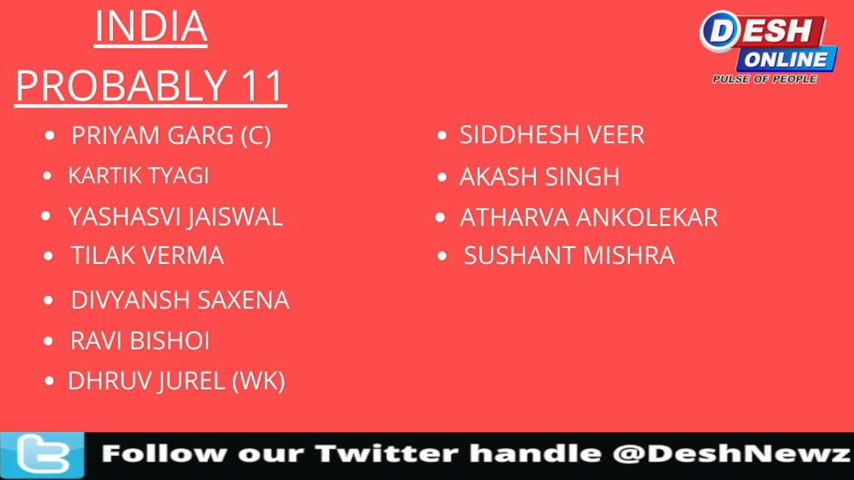 INDIA
PROBABLY 11
DESH
ONLINE
PULSE OF PEOPLE
• PRIYAM GARG (C)
• KARTIK TYAGI
• YASHASVI JAISWAL
• TILAK VERMA
• DIVYANSH SAXENA
• RAVI BISHOI
• DHRUV JUREL (WK)
• SIDDHESH VEER
• AKASH SINGH
• ATHARVA ANKOLEKAR
• SUSHANT MISHRA
Follow our Twitter handle @DeshNewz